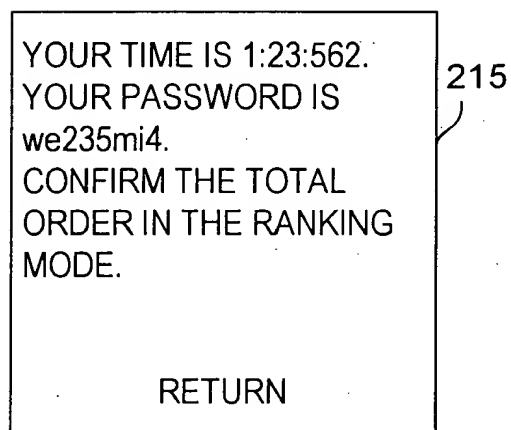 YOUR TIME IS 1:23:562.
YOUR PASSWORD IS
we235mi4.
CONFIRM THE TOTAL
ORDER IN THE RANKING
MODE.
RETURN
215